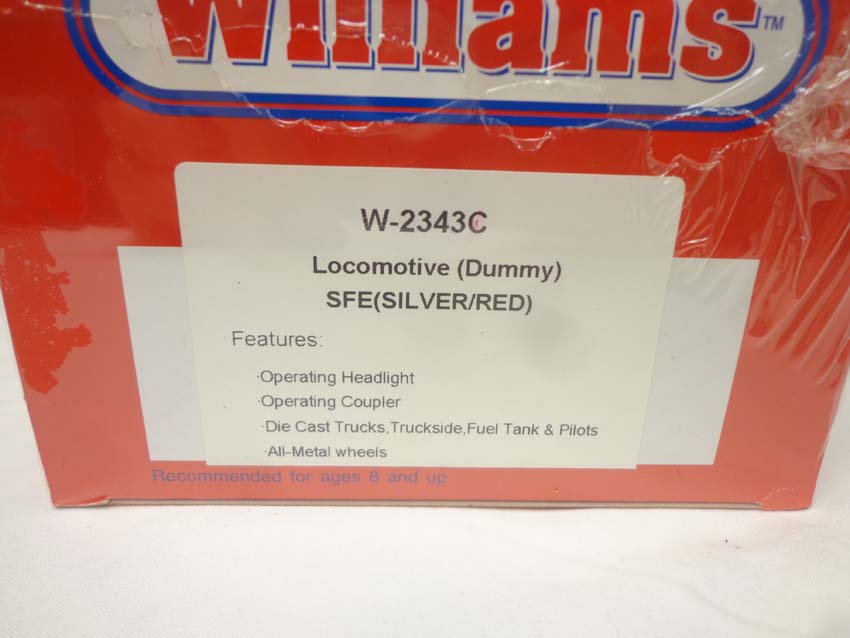 Williams™
W-2343C
Locomotive (Dummy)
SFE(SILVER/RED)
Features:
·Operating Headlight
·Operating Coupler
·Die Cast Trucks,Truckside,Fuel Tank & Pilots
·All-Metal wheels
Recommended for ages 8 and up